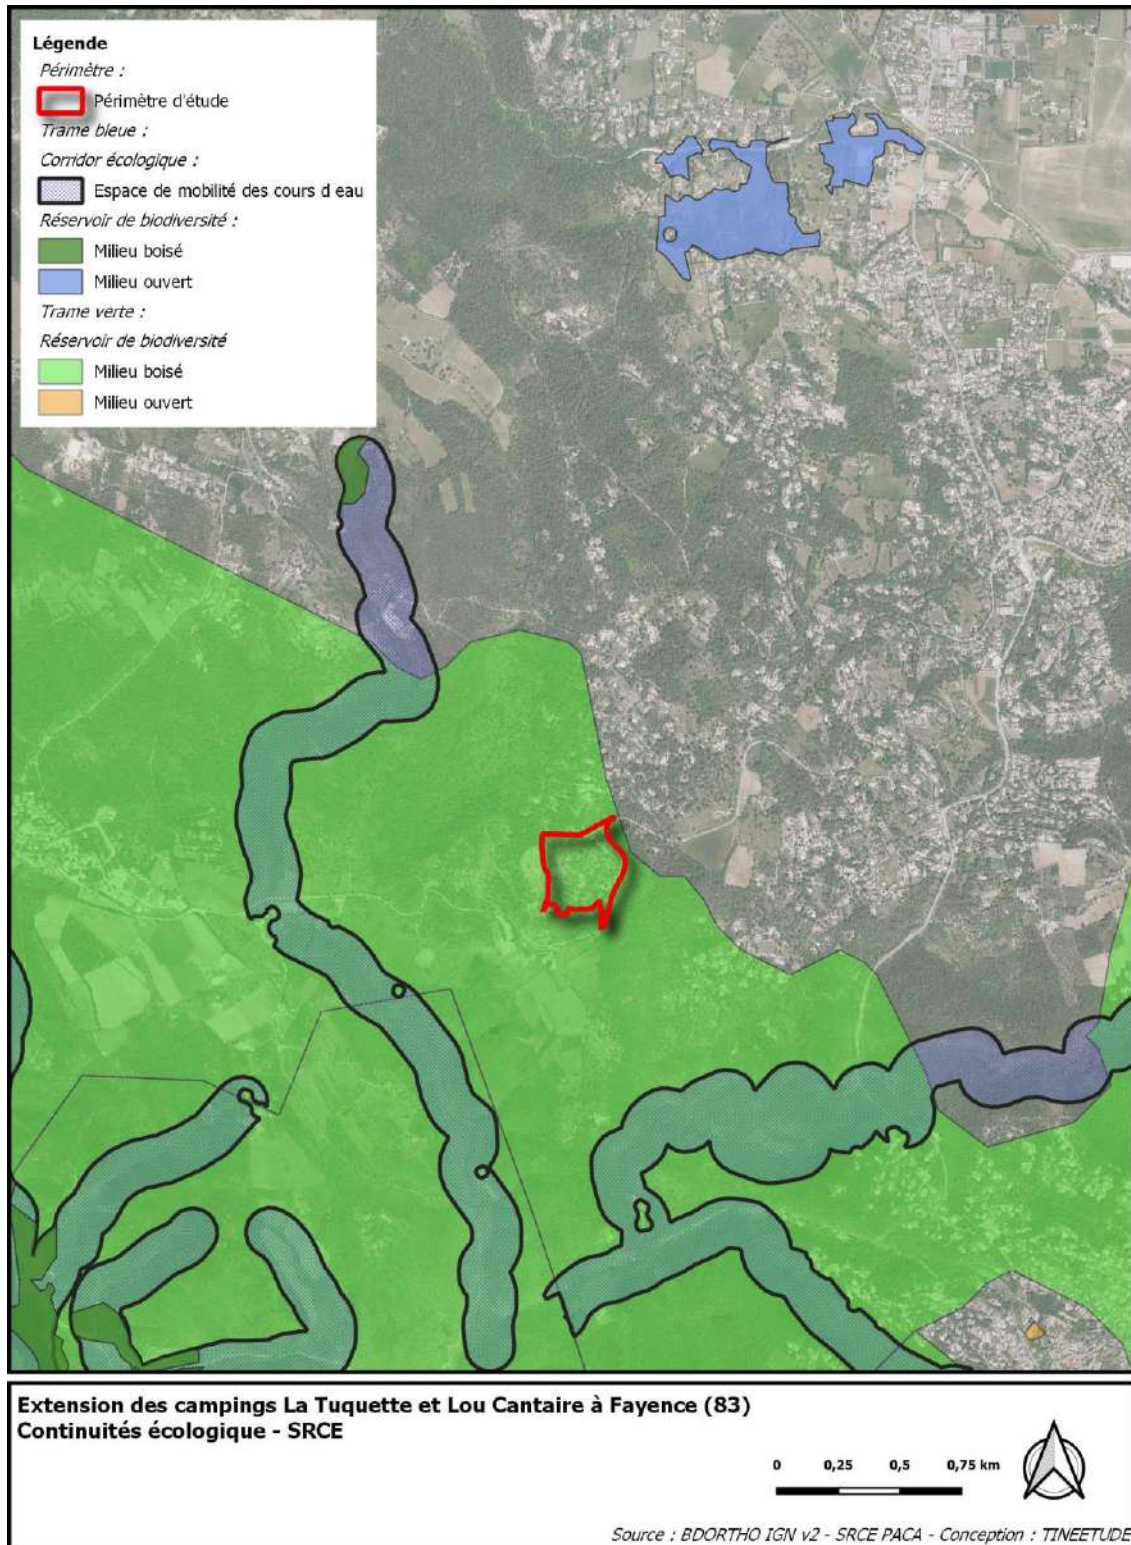 Légende
Périmètre :
Périmètre d'étude
Trame bleue :
Corridor écologique :
Espace de mobilité des cours d eau
Réservoir de biodiversité :
Milieu boisé
Milieu ouvert
Trame verte :
Réservoir de biodiversité
Milieu boisé
Milieu ouvert
Extension des campings La Tuquette et Lou Cantaire à Fayence (83)
Continuités écologique - SRCE
0 0,25 0,5 0,75 km
Source : BDORTHO IGN v2 - SRCE PACA - Conception : TINEETUDE